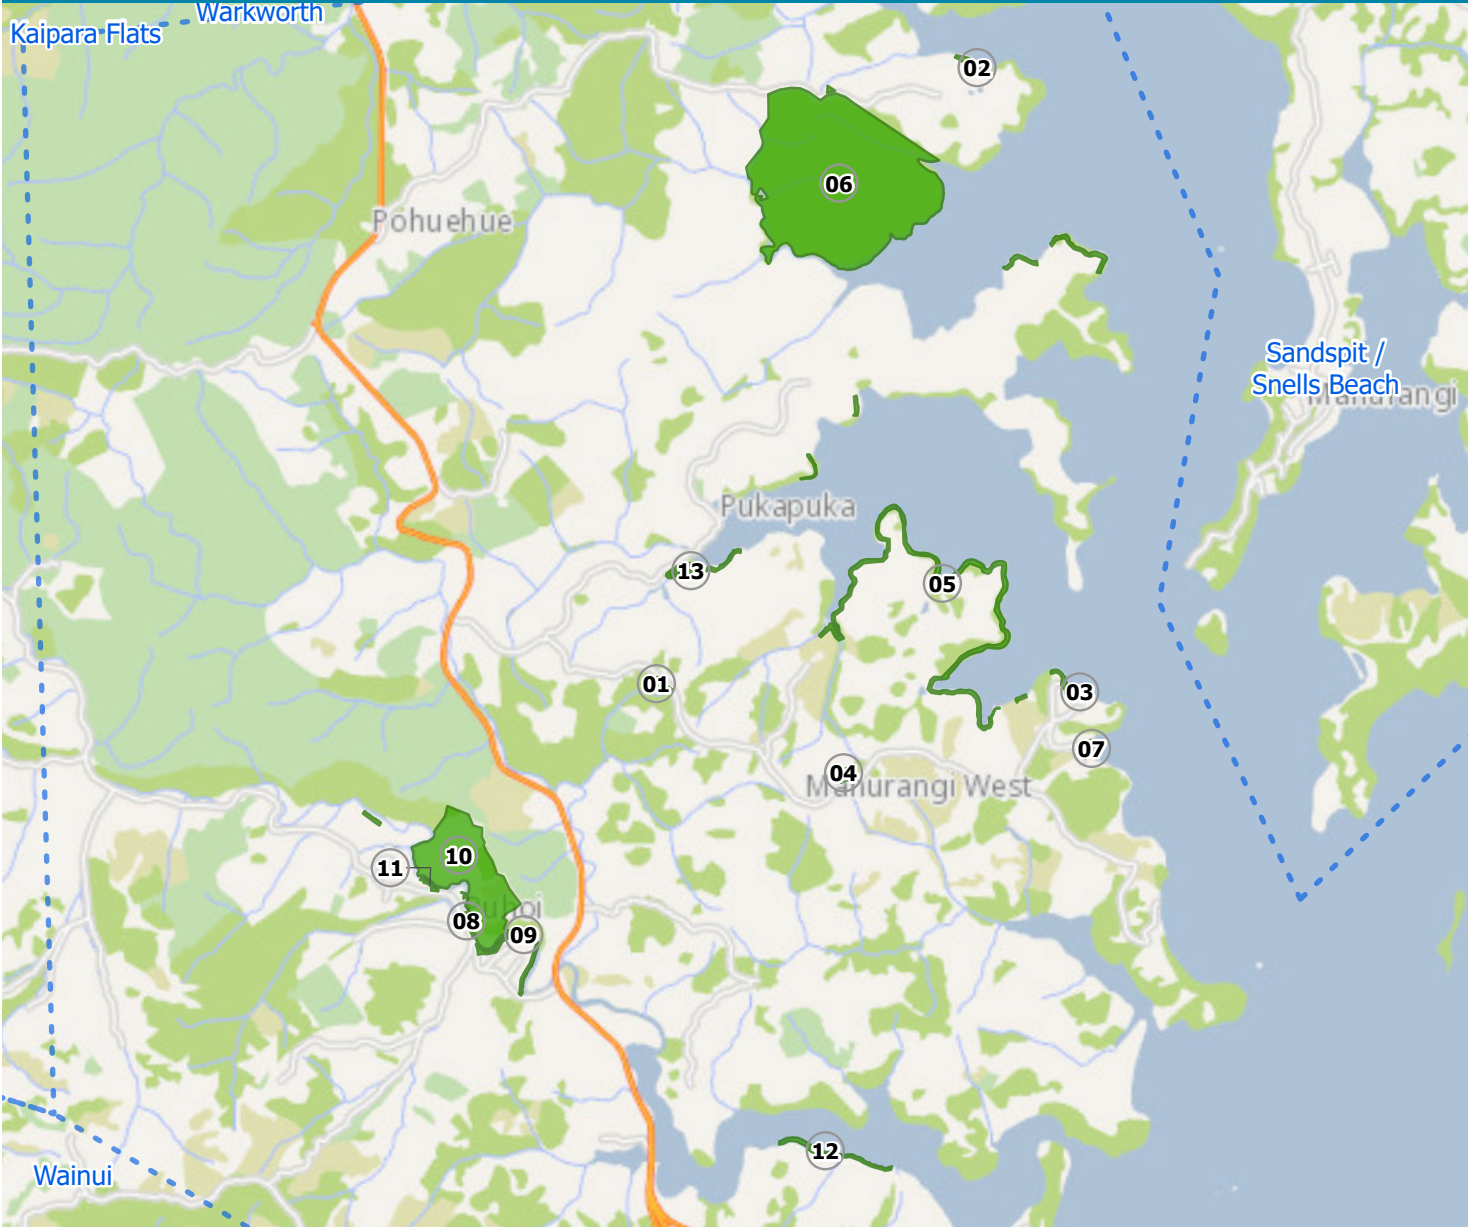 Warkworth
Kaipara Flats
02
06
Pohuehue
Sandspit /
Snells Beach
Mahurangi
Pukapuka
13
05
01
03
07
04
Mahurangi West
10
11
Puhoi
08
09
12
Wainui